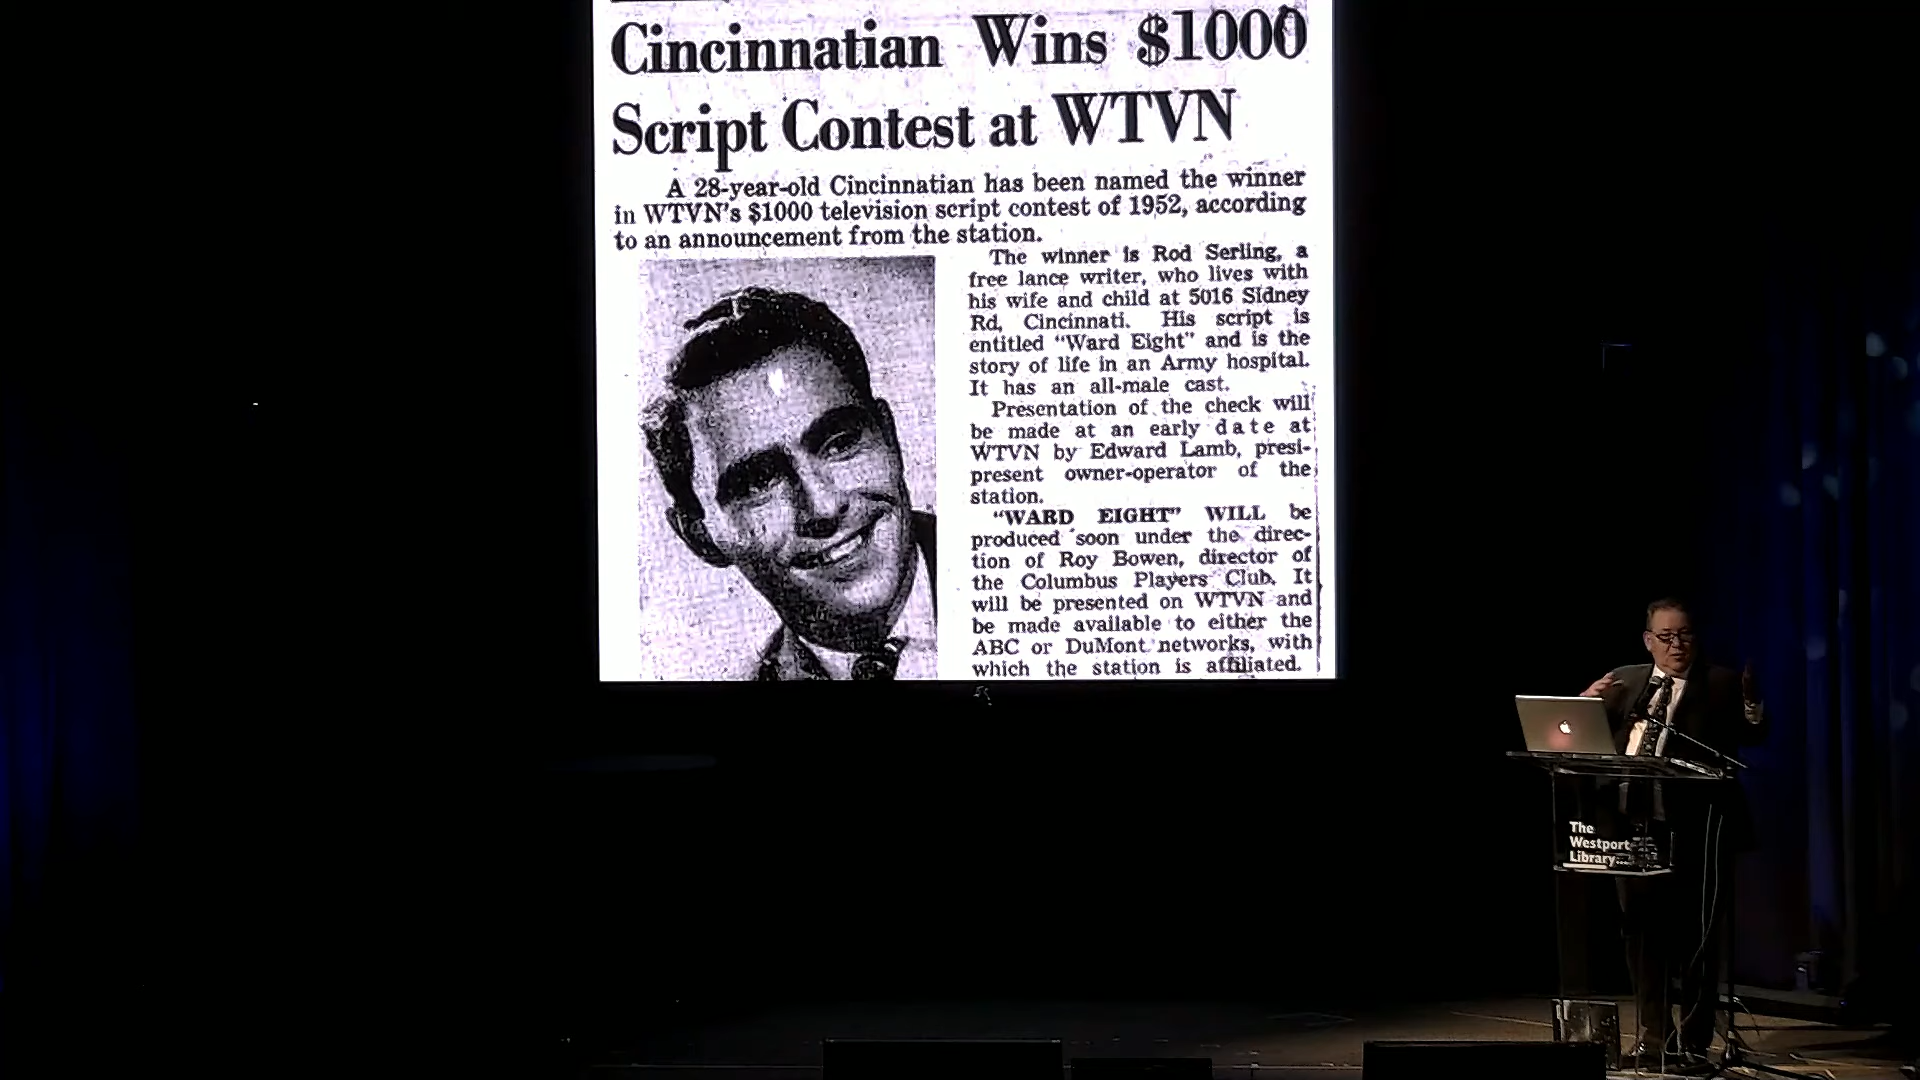 Cincinnatian Wins $1000
Script Contest at WTVN
A 28-year-old Cincinnatian has been named the winner
in WTVN's $1000 television script contest of 1952, according
to an announcement from the station.
The winner is Rod Serling, a
free lance writer, who lives with
his wife and child at 5016 Sidney
Rd, Cincinnati. His script is
entitled "Ward Eight" and is the
story of life in an Army hospital.
It has an all-male cast.
Presentation of the check will
be made at an early date at
WTVN by Edward Lamb, presi-
present owner-operator of the
station.
"WARD EIGHT" WILL be
produced soon under the direc-
tion of Roy Bowen, director of
the Columbus Players Club. It
will be presented on WTVN and
be made available to either the
ABC or DuMont networks, with
which the station is affiliated.
The
Westport
Library